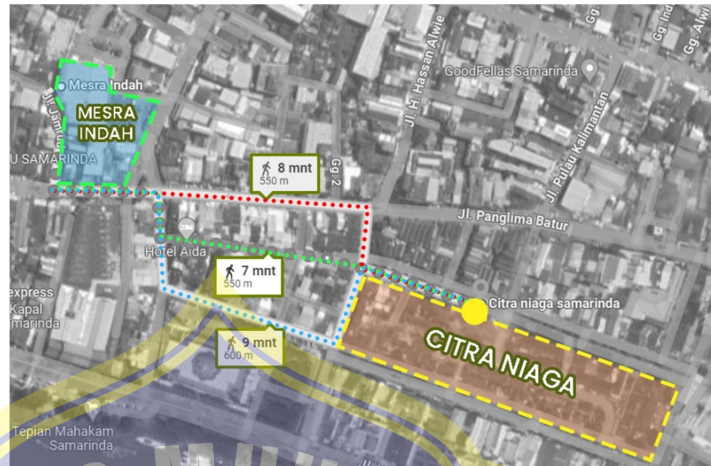 Mesra Indah
MESRA
INDAH
GoodFellas Samarinda
Jl. H. Hassan Alwie
Gg. Alwi
Jl. Pulau Kalimantan
U SAMARINDA
8 mnt
550 m
Gg. 2
Jl. Panglima Batur
Hotel Aida
7 mnt
550 m
express
Kapal
marinda
Citra niaga samarinda
9 mnt
600 m
CITRA NIAGA
Tepian Mahakam
Samarinda